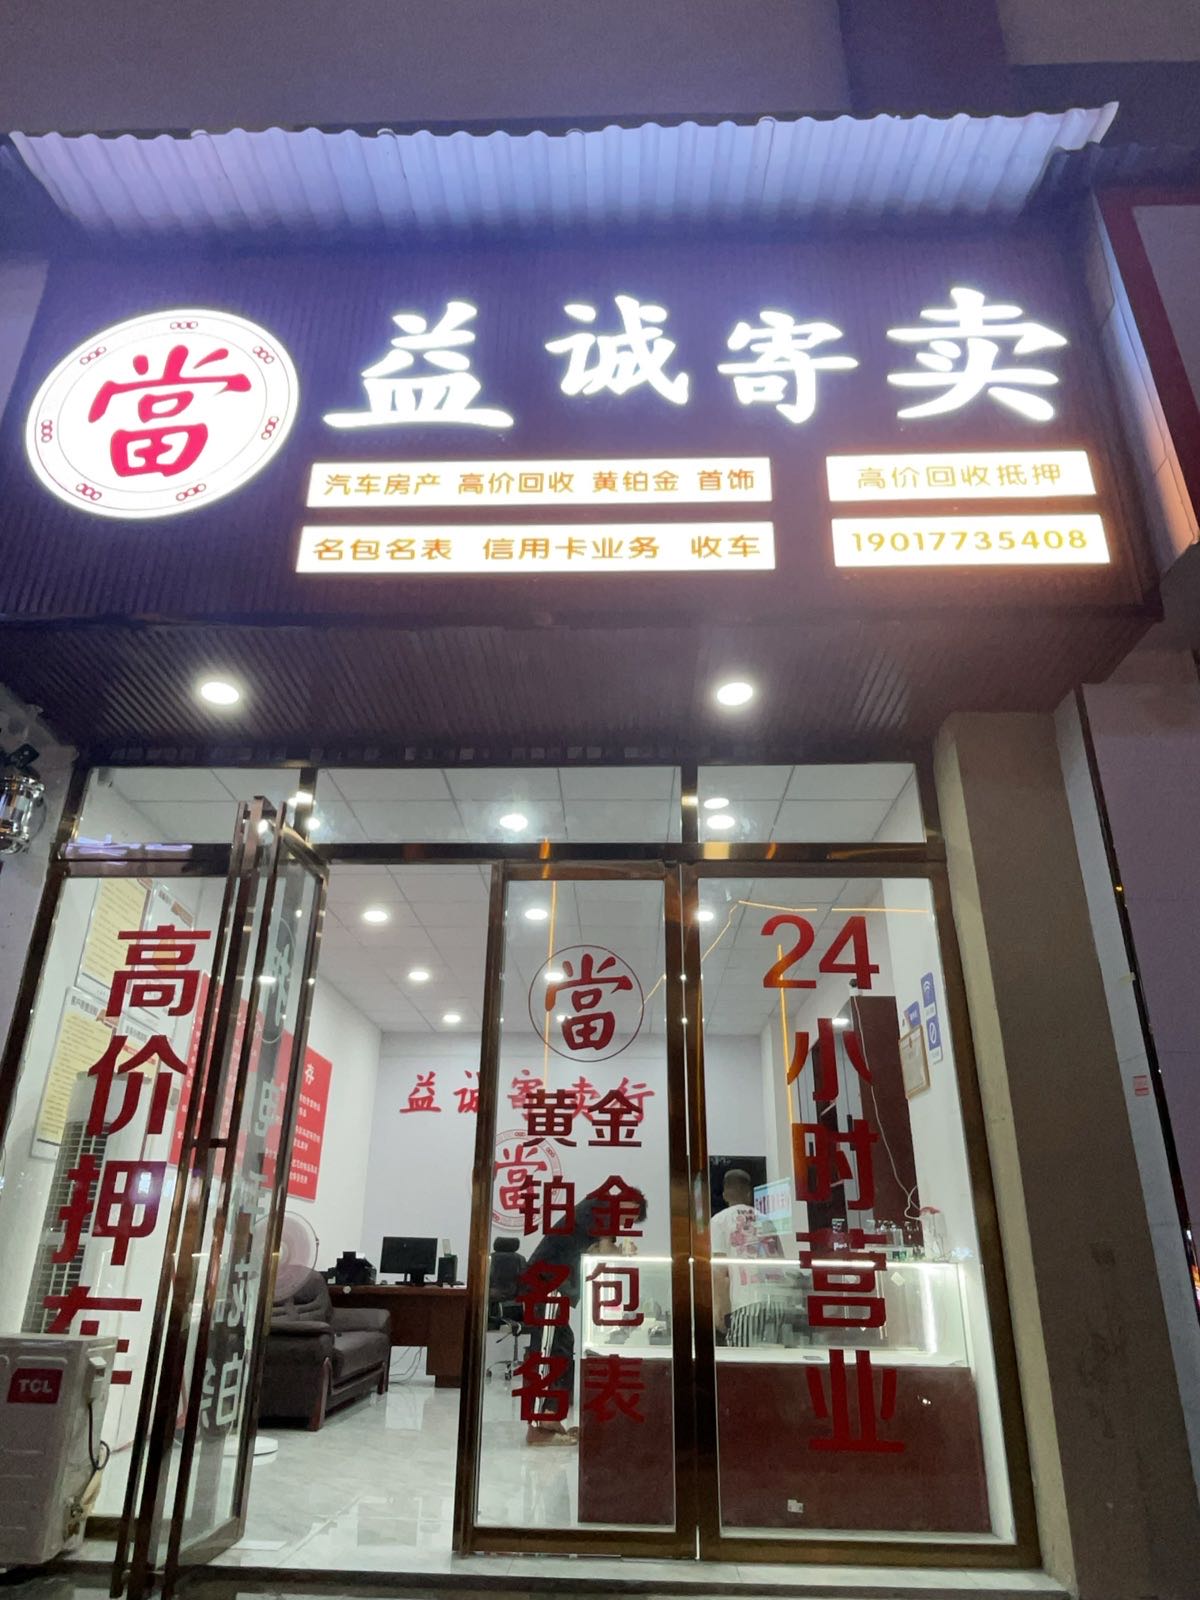 當
益诚寄卖
汽车房产 高价回收 黄铂金 首饰
高价回收抵押
名包名表 信用卡业务 收车
19017735408
高价押车
當
黄金
铂金
名包
名表
24小时营业
益诚寄卖行
當
TCL